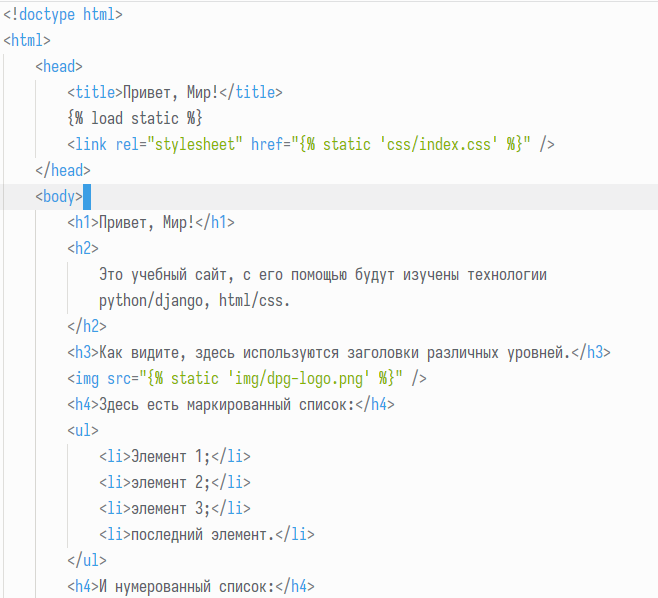 <!doctype html>
<html>
    <head>
        <title>Привет, Мир!</title>
        {% load static %}
        <link rel="stylesheet" href="{% static 'css/index.css' %}" />
    </head>
    <body>
        <h1>Привет, Мир!</h1>
        <h2>
            Это учебный сайт, с его помощью будут изучены технологии
            python/django, html/css.
        </h2>
        <h3>Как видите, здесь используются заголовки различных уровней.</h3>
        <img src="{% static 'img/dpg-logo.png' %}" />
        <h4>Здесь есть маркированный список:</h4>
        <ul>
            <li>Элемент 1;</li>
            <li>элемент 2;</li>
            <li>элемент 3;</li>
            <li>последний элемент.</li>
        </ul>
        <h4>И нумерованный список:</h4>